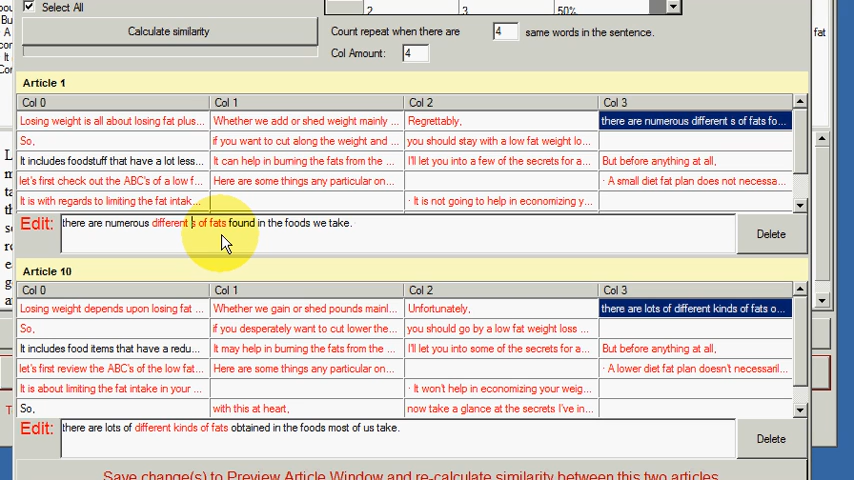 Select All
2 3. 50%
Calculate similarity
Count repeat when there are 4 same words in the sentence.
Col Amount: 4
fat
Article 1
Col 0 Col 1 Col 2 Col 3
Losing weight is all about losing fat plus... Whether we add or shed weight mainly ... Regrettably, there are numerous different s of fats fo...
So, if you want to cut along the weight and ... you should stay with a low fat weight lo...
It includes foodstuff that have a lot less... It can help in burning the fats from the ... I'll let you into a few of the secrets for a... But before anything at all,
let's first check out the ABC's of a low f... Here are some things any particular on... · A small diet fat plan does not necessa...
It is with regards to limiting the fat intak... · It is not going to help in economizing y...
Edit: there are numerous different s of fats found in the foods we take.
Delete
Article 10
Col 0 Col 1 Col 2 Col 3
Losing weight depends upon losing fat ... Whether we gain or shed pounds mainl... Unfortunately, there are lots of different kinds of fats o...
So, if you desperately want to cut lower the... you should go by a low fat weight loss ...
It includes food items that have a redu... It may help in burning the fats from the ... I'll let you into some of the secrets for a... But before anything at all,
let's first review the ABC's of the low fat... Here are some things any particular on... · A lower diet fat plan doesn't necessaril...
It is about limiting the fat intake in your ... · It won't help in economizing your weig...
So, with this at heart, now take a glance at the secrets I've in...
Edit: there are lots of different kinds of fats obtained in the foods most of us take.
Delete
Save change(s) to Preview Article Window and re-calculate similarity between this two articles